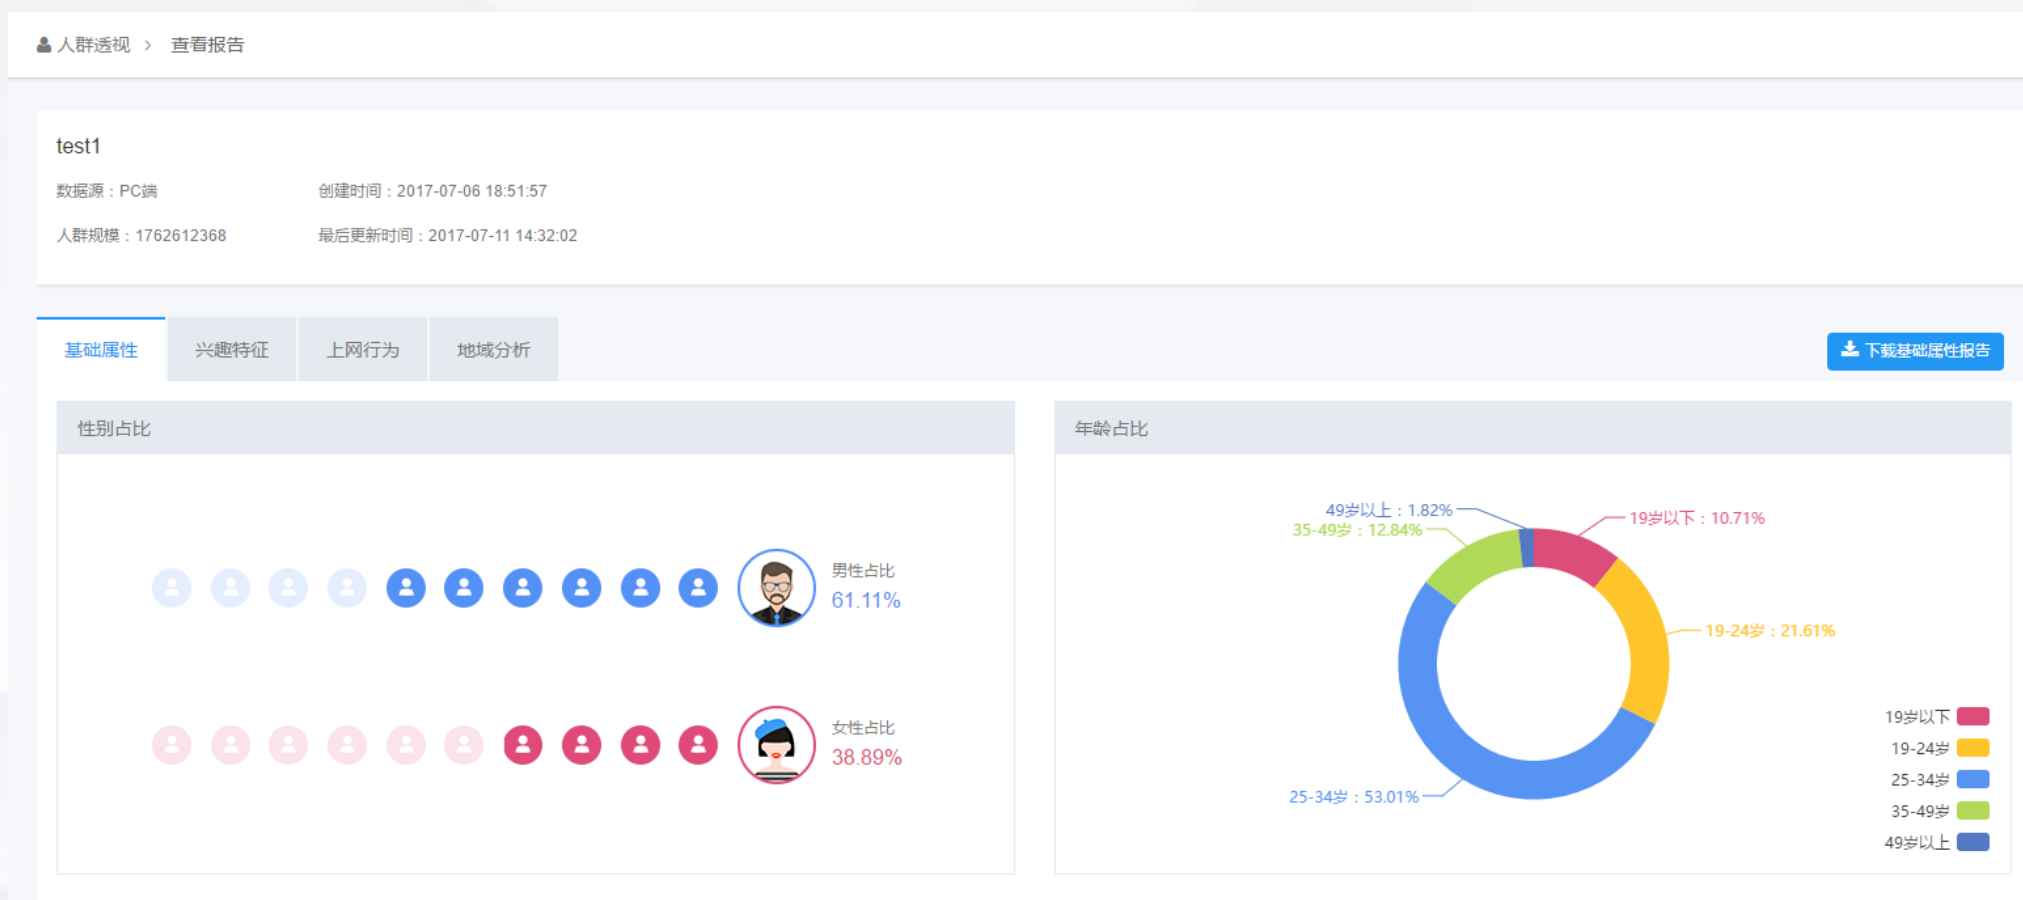 人群透视 > 查看报告
test1
数据源：PC端
创建时间：2017-07-06 18:51:57
人群规模：1762612368
最后更新时间：2017-07-11 14:32:02
基础属性
兴趣特征
上网行为
地域分析
下载基础属性报告
性别占比
男性占比
61.11%
女性占比
38.89%
年龄占比
49岁以上：1.82%
35-49岁：12.84%
19岁以下：10.71%
19-24岁：21.61%
25-34岁：53.01%
19岁以下
19-24岁
25-34岁
35-49岁
49岁以上